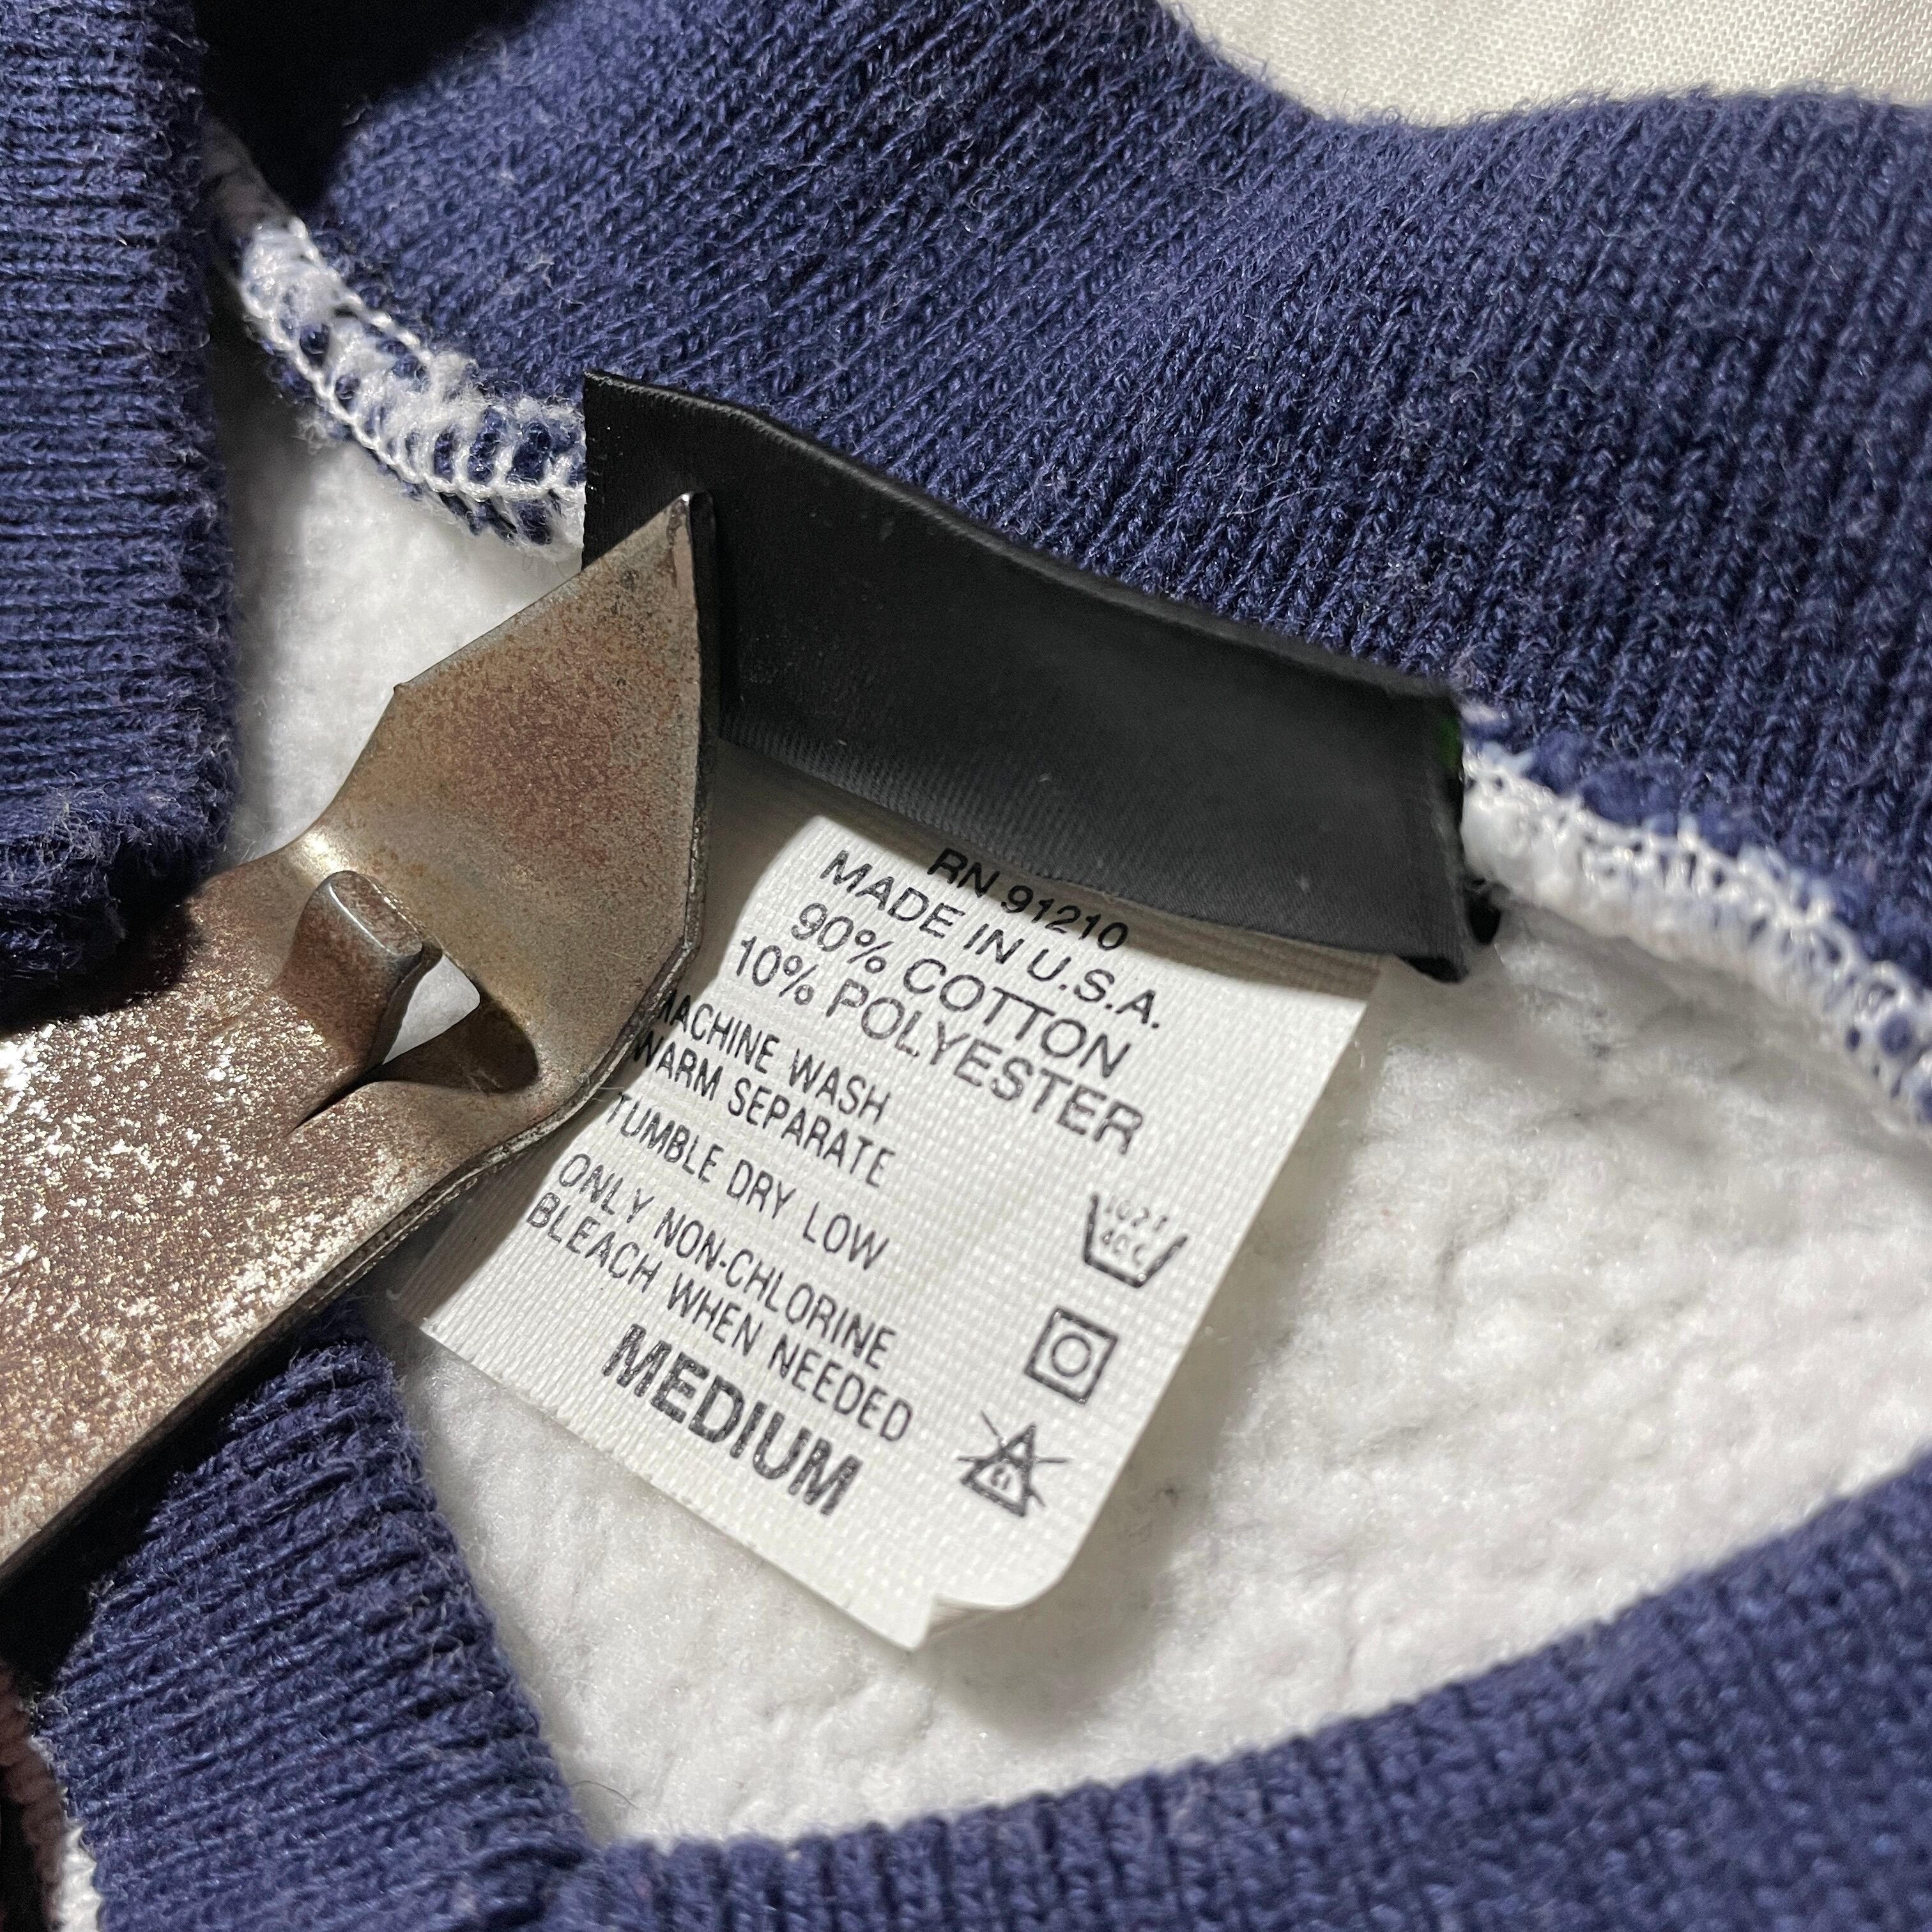 RN 91210
MADE IN U.S.A.
90% COTTON
10% POLYESTER
MACHINE WASH
WARM SEPARATE
TUMBLE DRY LOW
ONLY NON-CHLORINE
BLEACH WHEN NEEDED
MEDIUM